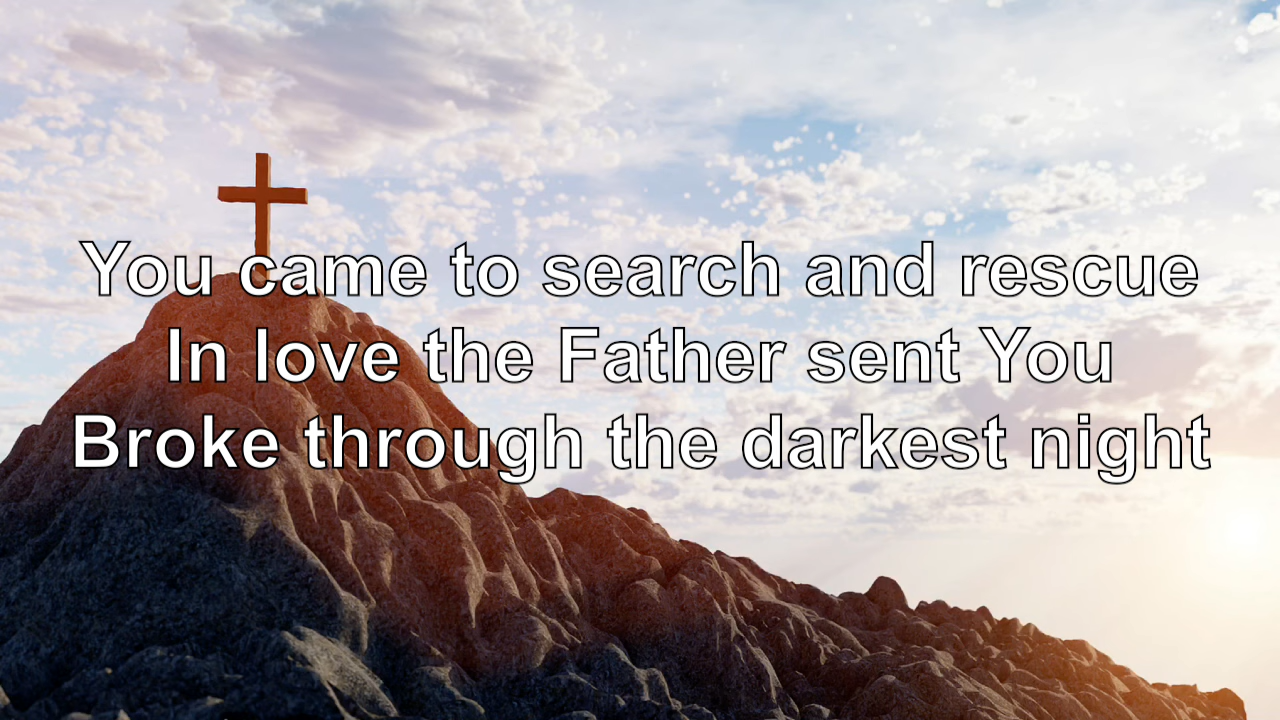 You came to search and rescue
In love the Father sent You
Broke through the darkest night